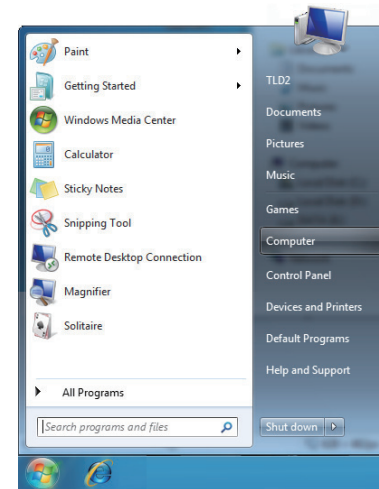 Paint
Getting Started
Windows Media Center
Calculator
Sticky Notes
Snipping Tool
Remote Desktop Connection
Magnifier
Solitaire
All Programs
Search programs and files
TLD2
Documents
Pictures
Music
Games
Computer
Control Panel
Devices and Printers
Default Programs
Help and Support
Shut down